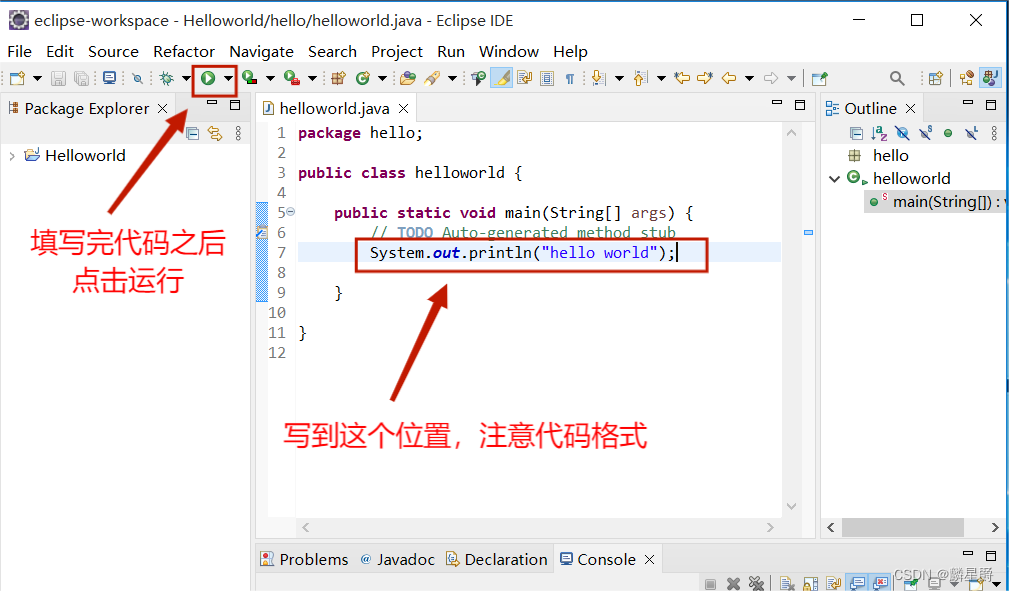 eclipse-workspace - Helloworld/hello/helloworld.java - Eclipse IDE
File Edit Source Refactor Navigate Search Project Run Window Help
Package Explorer
Helloworld
填写完代码之后
点击运行
helloworld.java
1 package hello;
2
3 public class helloworld {
4
5 public static void main(String[] args) {
6 // TODO Auto-generated method stub
7 System.out.println("hello world");
8
9 }
10
11 }
12
写到这个位置，注意代码格式
Outline
hello
helloworld
main(String[]) :
Problems @ Javadoc Declaration Console
CSDN @麟星爵